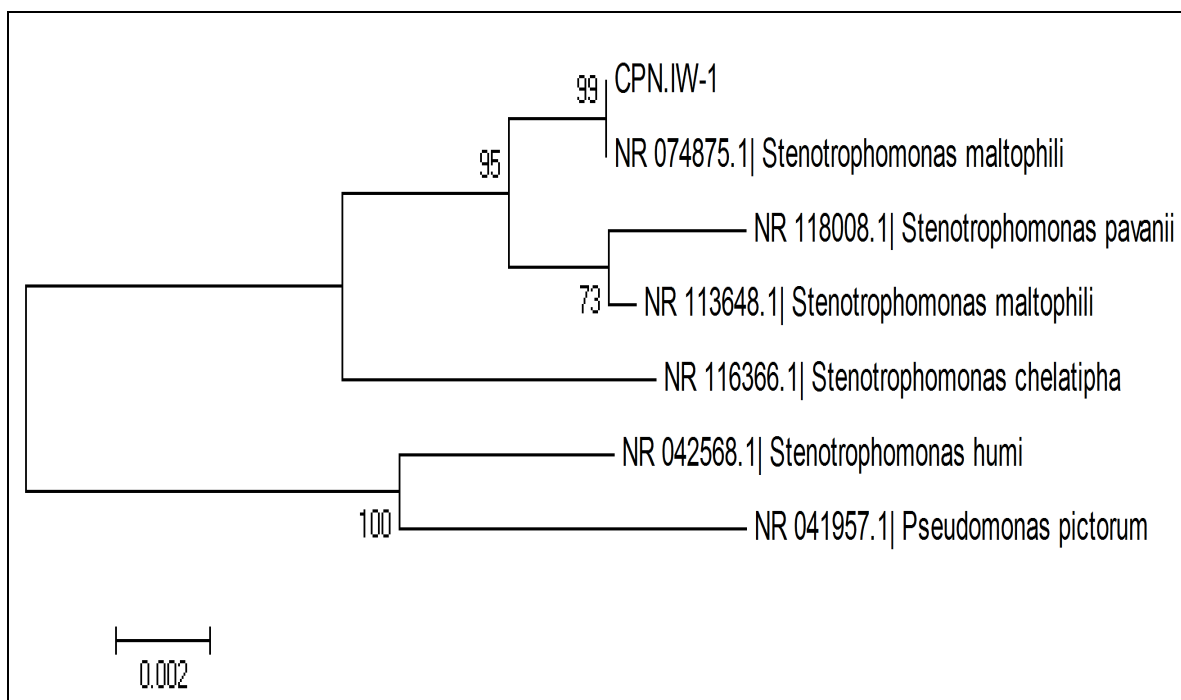 99
CPN.IW-1
NR 074875.1| Stenotrophomonas maltophili
95
NR 118008.1| Stenotrophomonas pavanii
73
NR 113648.1| Stenotrophomonas maltophili
NR 116366.1| Stenotrophomonas chelatipha
NR 042568.1| Stenotrophomonas humi
100
NR 041957.1| Pseudomonas pictorum
0.002